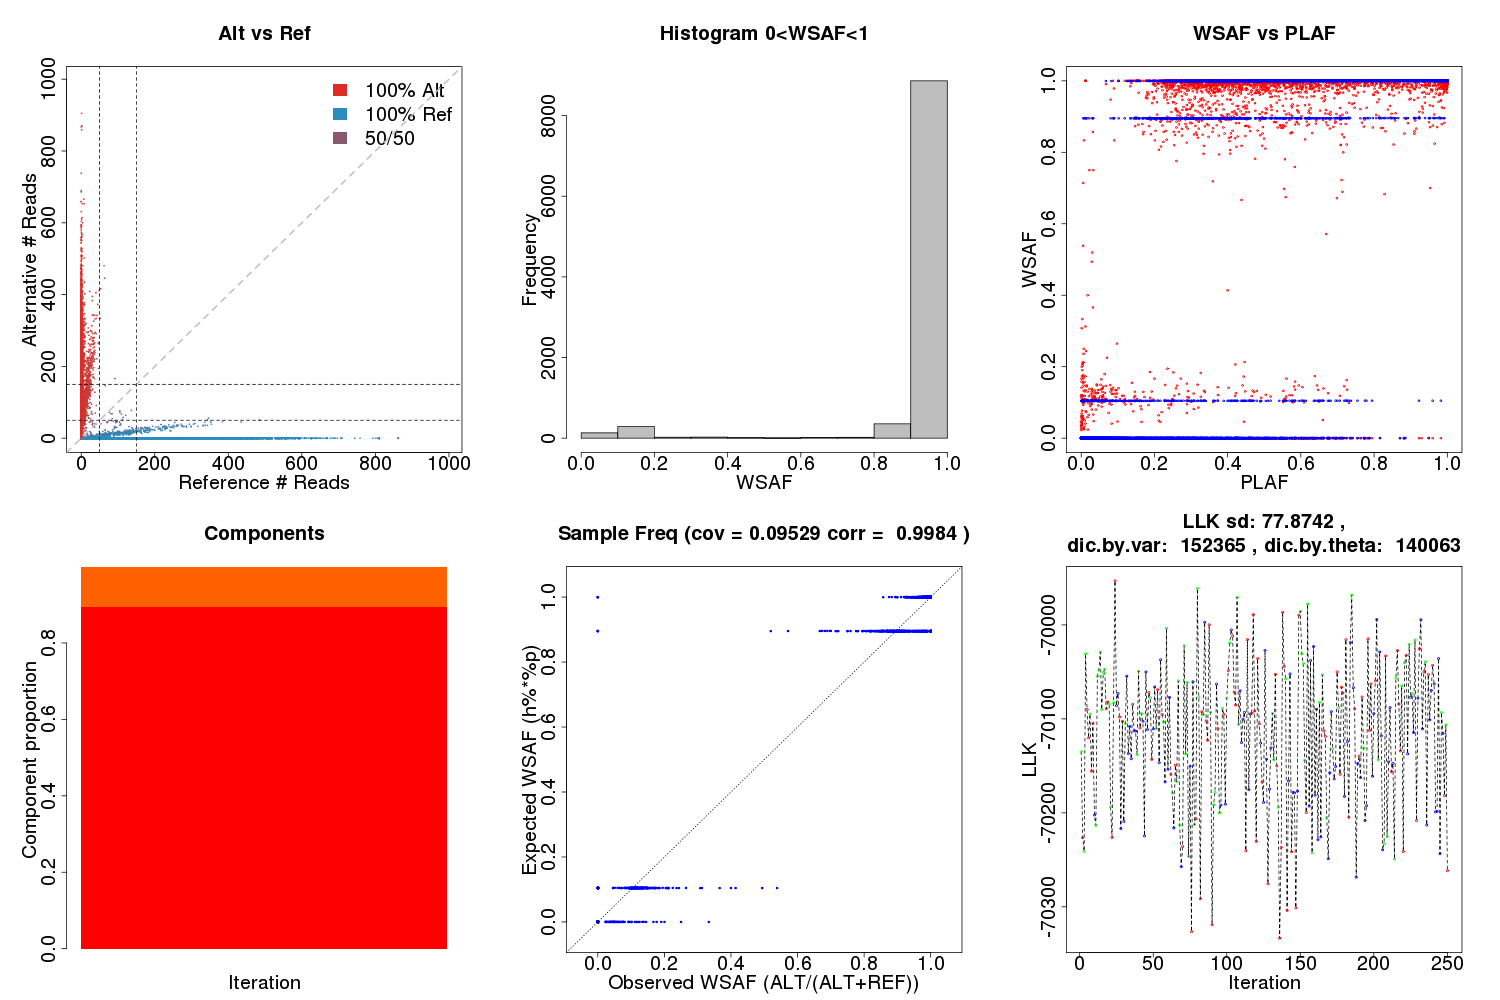 Alt vs Ref
100% Alt
100% Ref
50/50
Alternative # Reads
0 200 400 600 800 1000
0 200 400 600 800 1000
Reference # Reads
Histogram 0<WSAF<1
Frequency
0 2000 4000 6000 8000
0.0 0.2 0.4 0.6 0.8 1.0
WSAF
WSAF vs PLAF
WSAF
0.0 0.2 0.4 0.6 0.8 1.0
0.0 0.2 0.4 0.6 0.8 1.0
PLAF
Components
Component proportion
0.0 0.2 0.4 0.6 0.8
Iteration
Sample Freq (cov = 0.09529 corr = 0.9984 )
Expected WSAF (h%*%p)
0.0 0.2 0.4 0.6 0.8 1.0
0.0 0.2 0.4 0.6 0.8 1.0
Observed WSAF (ALT/(ALT+REF))
LLK sd: 77.8742 ,
dic.by.var: 152365 , dic.by.theta: 140063
LLK
-70300 -70200 -70100 -70000
0 50 100 150 200 250
Iteration